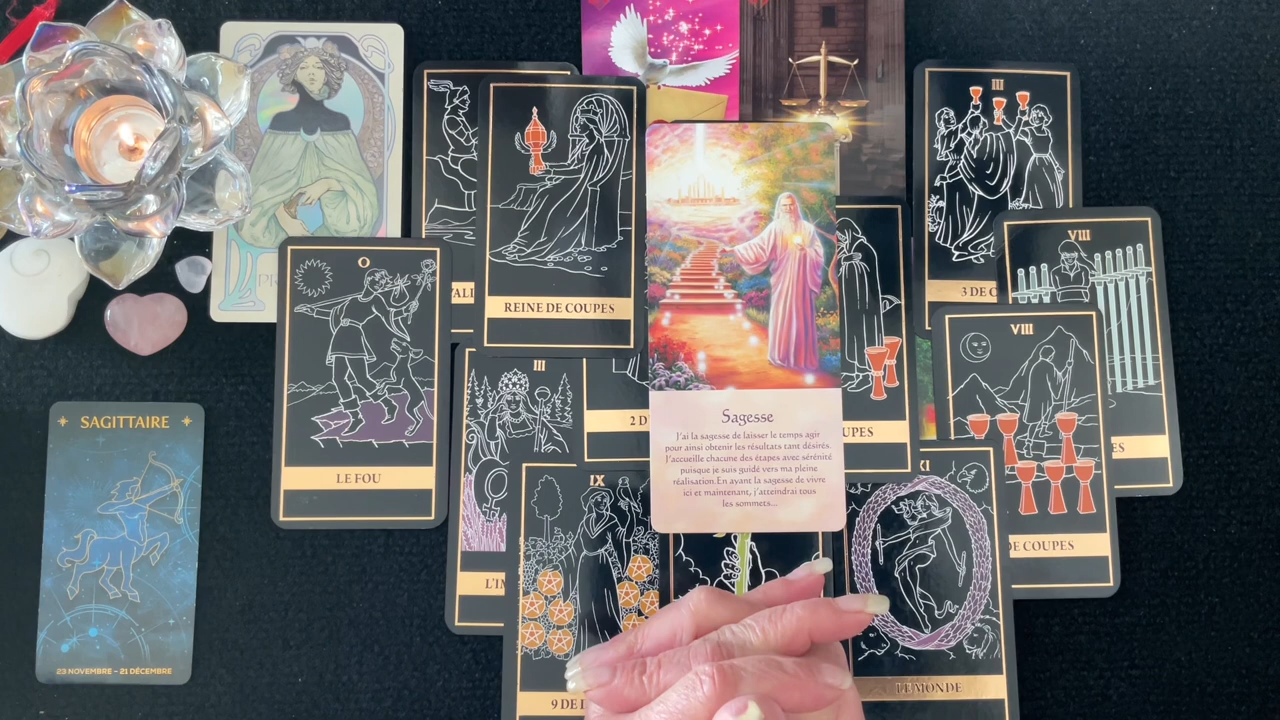 III
REINE DE COUPES
O
LE FOU
III
3 DE C
VIII
VIII
SAGITTAIRE
Sagesse
J'ai la sagesse de laisser le temps agir
pour ainsi obtenir les résultats tant désirés.
J'accueille chacune des étapes avec sérénité
puisque je suis guidé vers ma pleine
réalisation. En ayant la sagesse de vivre
ici et maintenant, j'atteindrai tous
les sommets...
2 D
UPES
ES
IX
XI
DE COUPES
L'IM
23 NOVEMBRE - 21 DÉCEMBRE
9 DE
LE MONDE